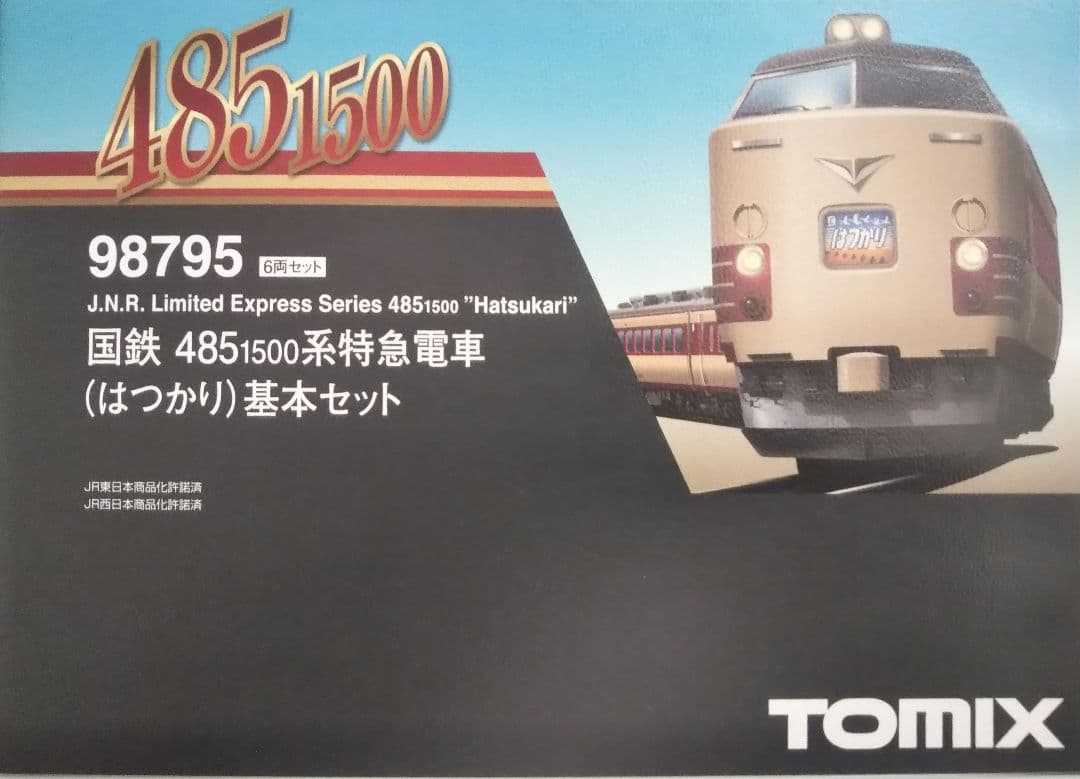 4851500
98795 6両セット
J.N.R. Limited Express Series 4851500 "Hatsukari"
国鉄 4851500系特急電車
(はつかり)基本セット
JR東日本商品化許諾済
JR西日本商品化許諾済
はつかり
TOMIX